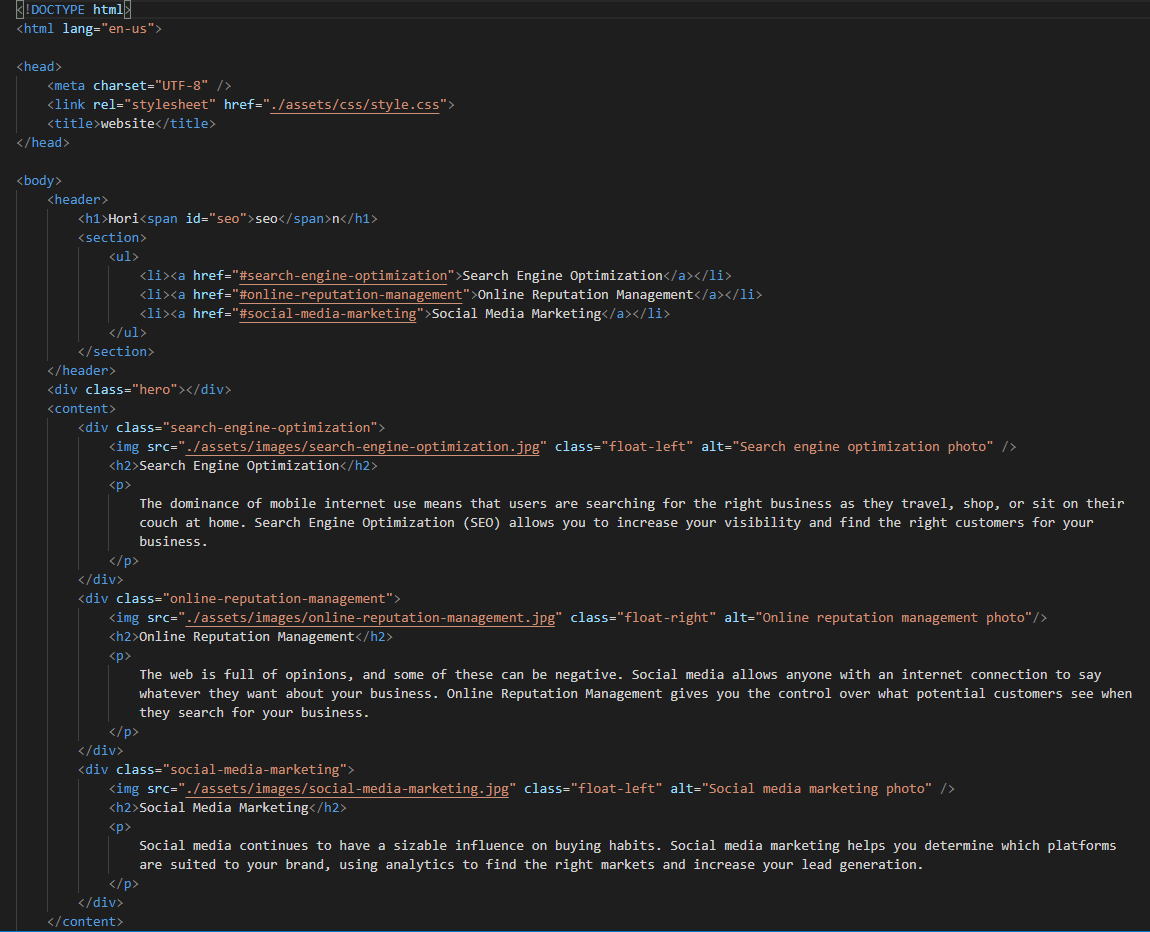 <!DOCTYPE html>
<html lang="en-us">
<head>
<meta charset="UTF-8" />
<link rel="stylesheet" href="./assets/css/style.css">
<title>website</title>
</head>
<body>
<header>
<h1>Hori<span id="seo">seo</span>n</h1>
<section>
<ul>
<li><a href="#search-engine-optimization">Search Engine Optimization</a></li>
<li><a href="#online-reputation-management">Online Reputation Management</a></li>
<li><a href="#social-media-marketing">Social Media Marketing</a></li>
</ul>
</section>
</header>
<div class="hero"></div>
<content>
<div class="search-engine-optimization">
<img src="./assets/images/search-engine-optimization.jpg" class="float-left" alt="Search engine optimization photo" />
<h2>Search Engine Optimization</h2>
<p>
The dominance of mobile internet use means that users are searching for the right business as they travel, shop, or sit on their
couch at home. Search Engine Optimization (SEO) allows you to increase your visibility and find the right customers for your
business.
</p>
</div>
<div class="online-reputation-management">
<img src="./assets/images/online-reputation-management.jpg" class="float-right" alt="Online reputation management photo"/>
<h2>Online Reputation Management</h2>
<p>
The web is full of opinions, and some of these can be negative. Social media allows anyone with an internet connection to say
whatever they want about your business. Online Reputation Management gives you the control over what potential customers see when
they search for your business.
</p>
</div>
<div class="social-media-marketing">
<img src="./assets/images/social-media-marketing.jpg" class="float-left" alt="Social media marketing photo" />
<h2>Social Media Marketing</h2>
<p>
Social media continues to have a sizable influence on buying habits. Social media marketing helps you determine which platforms
are suited to your brand, using analytics to find the right markets and increase your lead generation.
</p>
</div>
</content>